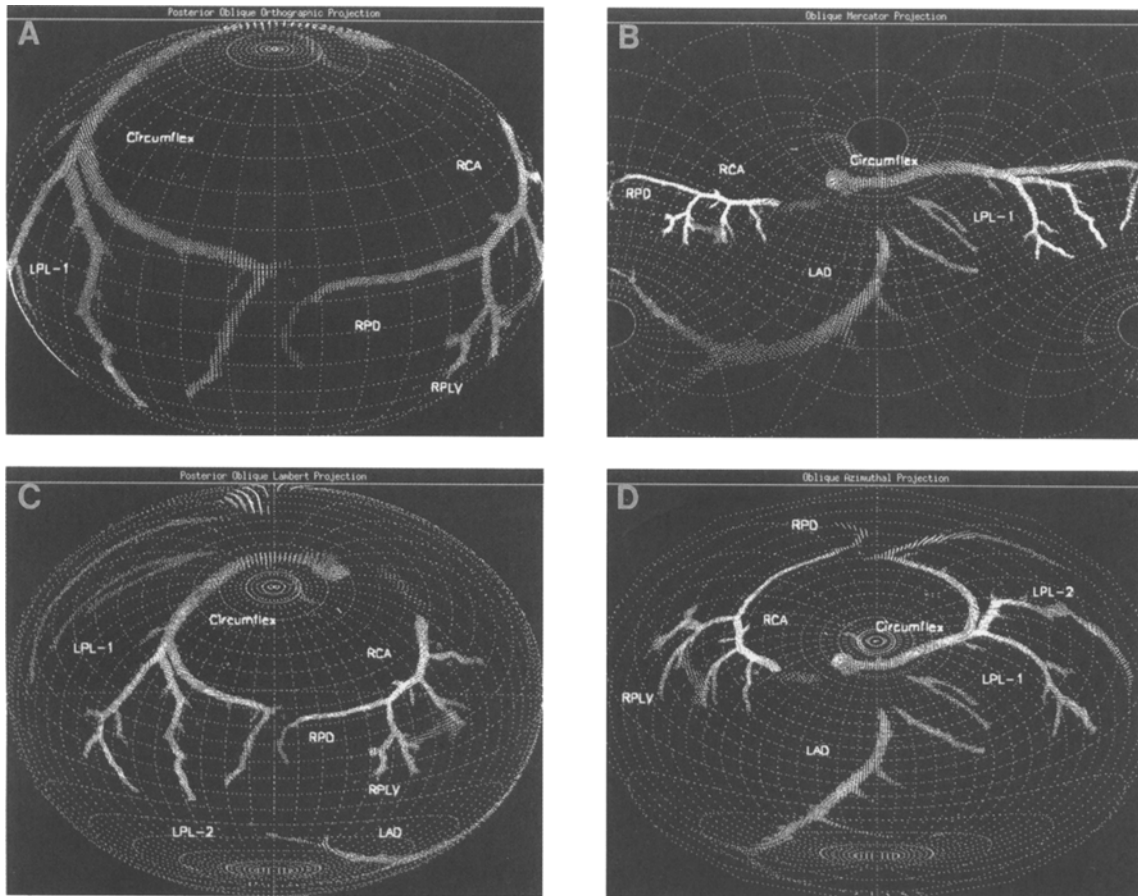 A
Posterior Oblique Orthographic Projection
Circumflex
RCA
LPL-1
RPD
RPLV
B
Oblique Mercator Projection
Circumflex
RCA
RPD
LPL-1
LAD
C
Posterior Oblique Lambert Projection
Circumflex
LPL-1
RCA
RPD
RPLV
LPL-2
LAD
D
Oblique Azimuthal Projection
RPD
LPL-2
RCA
Circumflex
LPL-1
RPLV
LAD